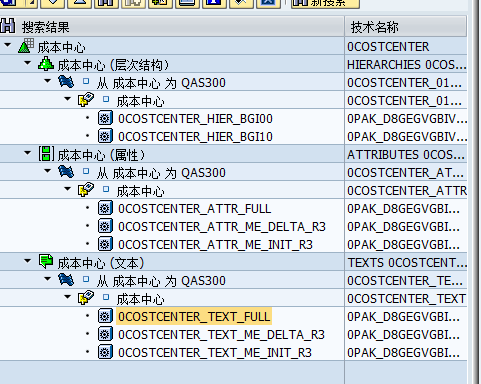 新搜索
搜索结果 技术名称
成本中心 0COSTCENTER
成本中心 (层次结构) HIERARCHIES 0COS...
从 成本中心 为 QAS300 0COSTCENTER_01...
成本中心 0COSTCENTER_01...
0COSTCENTER_HIER_BGI00 0PAK_D8GEGVGBIV...
0COSTCENTER_HIER_BGI10 0PAK_D8GEGVGBIV...
成本中心 (属性) ATTRIBUTES 0COS...
从 成本中心 为 QAS300 0COSTCENTER_AT...
成本中心 0COSTCENTER_ATTR
0COSTCENTER_ATTR_FULL 0PAK_D8GEGVGBI...
0COSTCENTER_ATTR_ME_DELTA_R3 0PAK_D8GEGVGBI...
0COSTCENTER_ATTR_ME_INIT_R3 0PAK_D8GEGVGBI...
成本中心 (文本) TEXTS 0COSTCENT...
从 成本中心 为 QAS300 0COSTCENTER_TE...
成本中心 0COSTCENTER_TEXT
0COSTCENTER_TEXT_FULL 0PAK_D8GEGVGBI...
0COSTCENTER_TEXT_ME_DELTA_R3 0PAK_D8GEGVGBI...
0COSTCENTER_TEXT_ME_INIT_R3 0PAK_D8GEGVGBI...